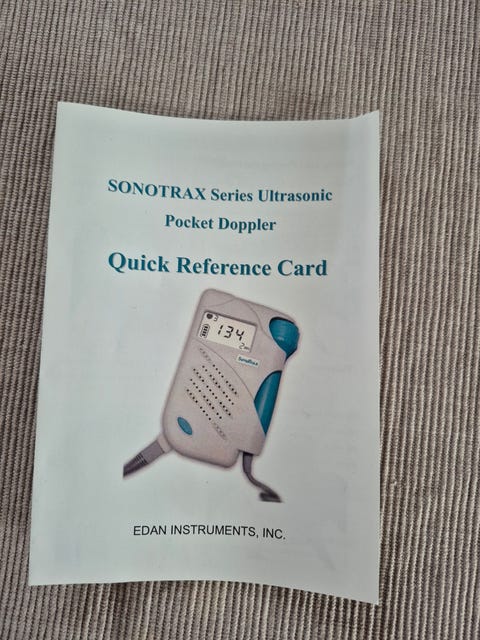 SONOTRAX Series Ultrasonic
Pocket Doppler
Quick Reference Card
134
SonoTrax
EDAN INSTRUMENTS, INC.